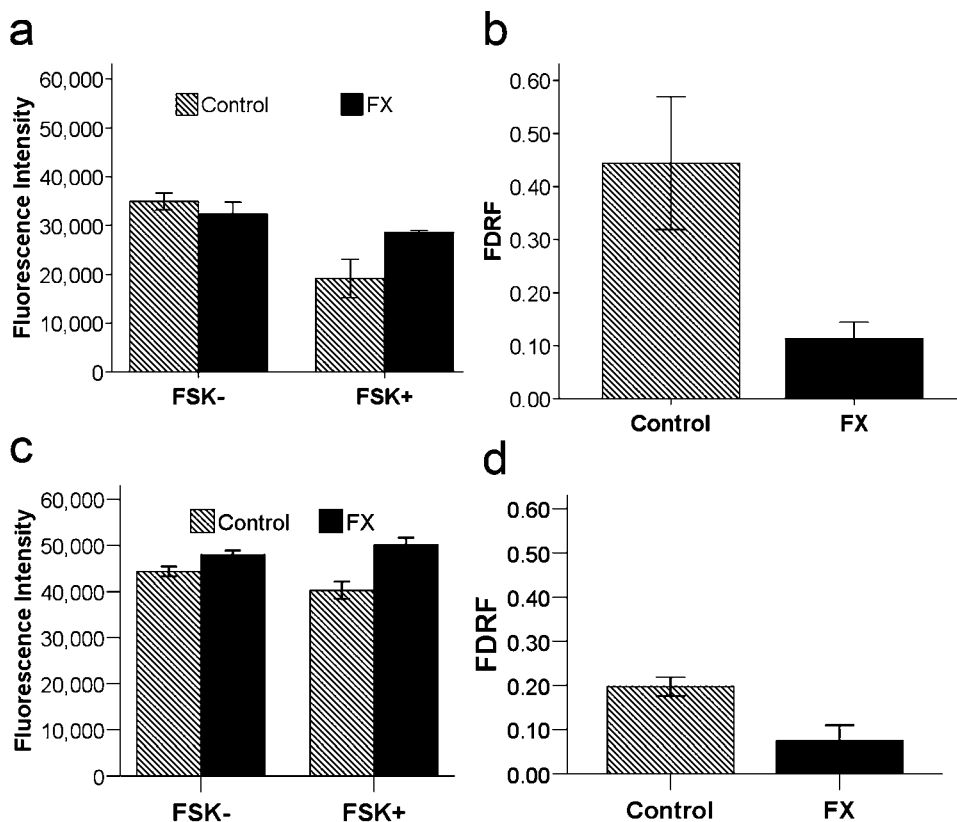 a
Fluorescence Intensity
60,000
50,000
40,000
30,000
20,000
10,000
0
Control
FX
FSK-
FSK+
b
FDRF
0.60
0.50
0.40
0.30
0.20
0.10
0.00
Control
FX
c
Fluorescence Intensity
60,000
50,000
40,000
30,000
20,000
10,000
0
Control
FX
FSK-
FSK+
d
FDRF
0.60
0.50
0.40
0.30
0.20
0.10
0.00
Control
FX